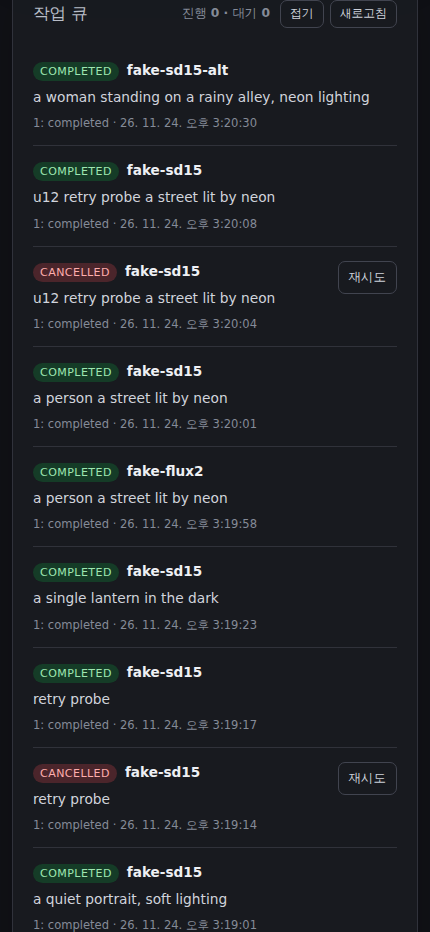 작업 큐
진행 0 · 대기 0 접기 새로고침
COMPLETED fake-sd15-alt
a woman standing on a rainy alley, neon lighting
1: completed · 26. 11. 24. 오후 3:20:30
COMPLETED fake-sd15
u12 retry probe a street lit by neon
1: completed · 26. 11. 24. 오후 3:20:08
CANCELLED fake-sd15 재시도
u12 retry probe a street lit by neon
1: completed · 26. 11. 24. 오후 3:20:04
COMPLETED fake-sd15
a person a street lit by neon
1: completed · 26. 11. 24. 오후 3:20:01
COMPLETED fake-flux2
a person a street lit by neon
1: completed · 26. 11. 24. 오후 3:19:58
COMPLETED fake-sd15
a single lantern in the dark
1: completed · 26. 11. 24. 오후 3:19:23
COMPLETED fake-sd15
retry probe
1: completed · 26. 11. 24. 오후 3:19:17
CANCELLED fake-sd15 재시도
retry probe
1: completed · 26. 11. 24. 오후 3:19:14
COMPLETED fake-sd15
a quiet portrait, soft lighting
1: completed · 26. 11. 24. 오후 3:19:01